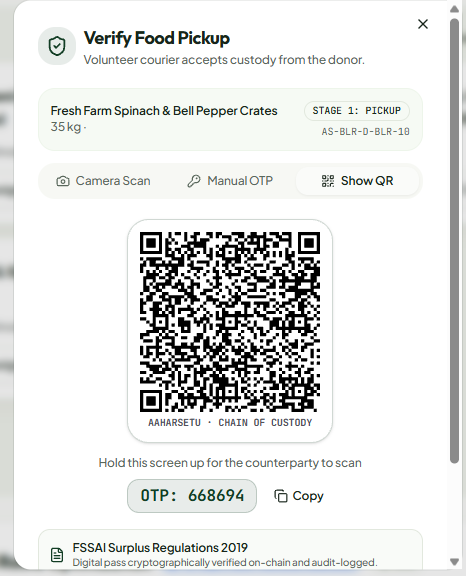 Verify Food Pickup
Volunteer courier accepts custody from the donor.
Fresh Farm Spinach & Bell Pepper Crates
STAGE 1: PICKUP
35 kg ·
AS-BLR-D-BLR-10
Camera Scan
Manual OTP
Show QR
AAHARSETU · CHAIN OF CUSTODY
Hold this screen up for the counterparty to scan
OTP: 668694
Copy
FSSAI Surplus Regulations 2019
Digital pass cryptographically verified on-chain and audit-logged.